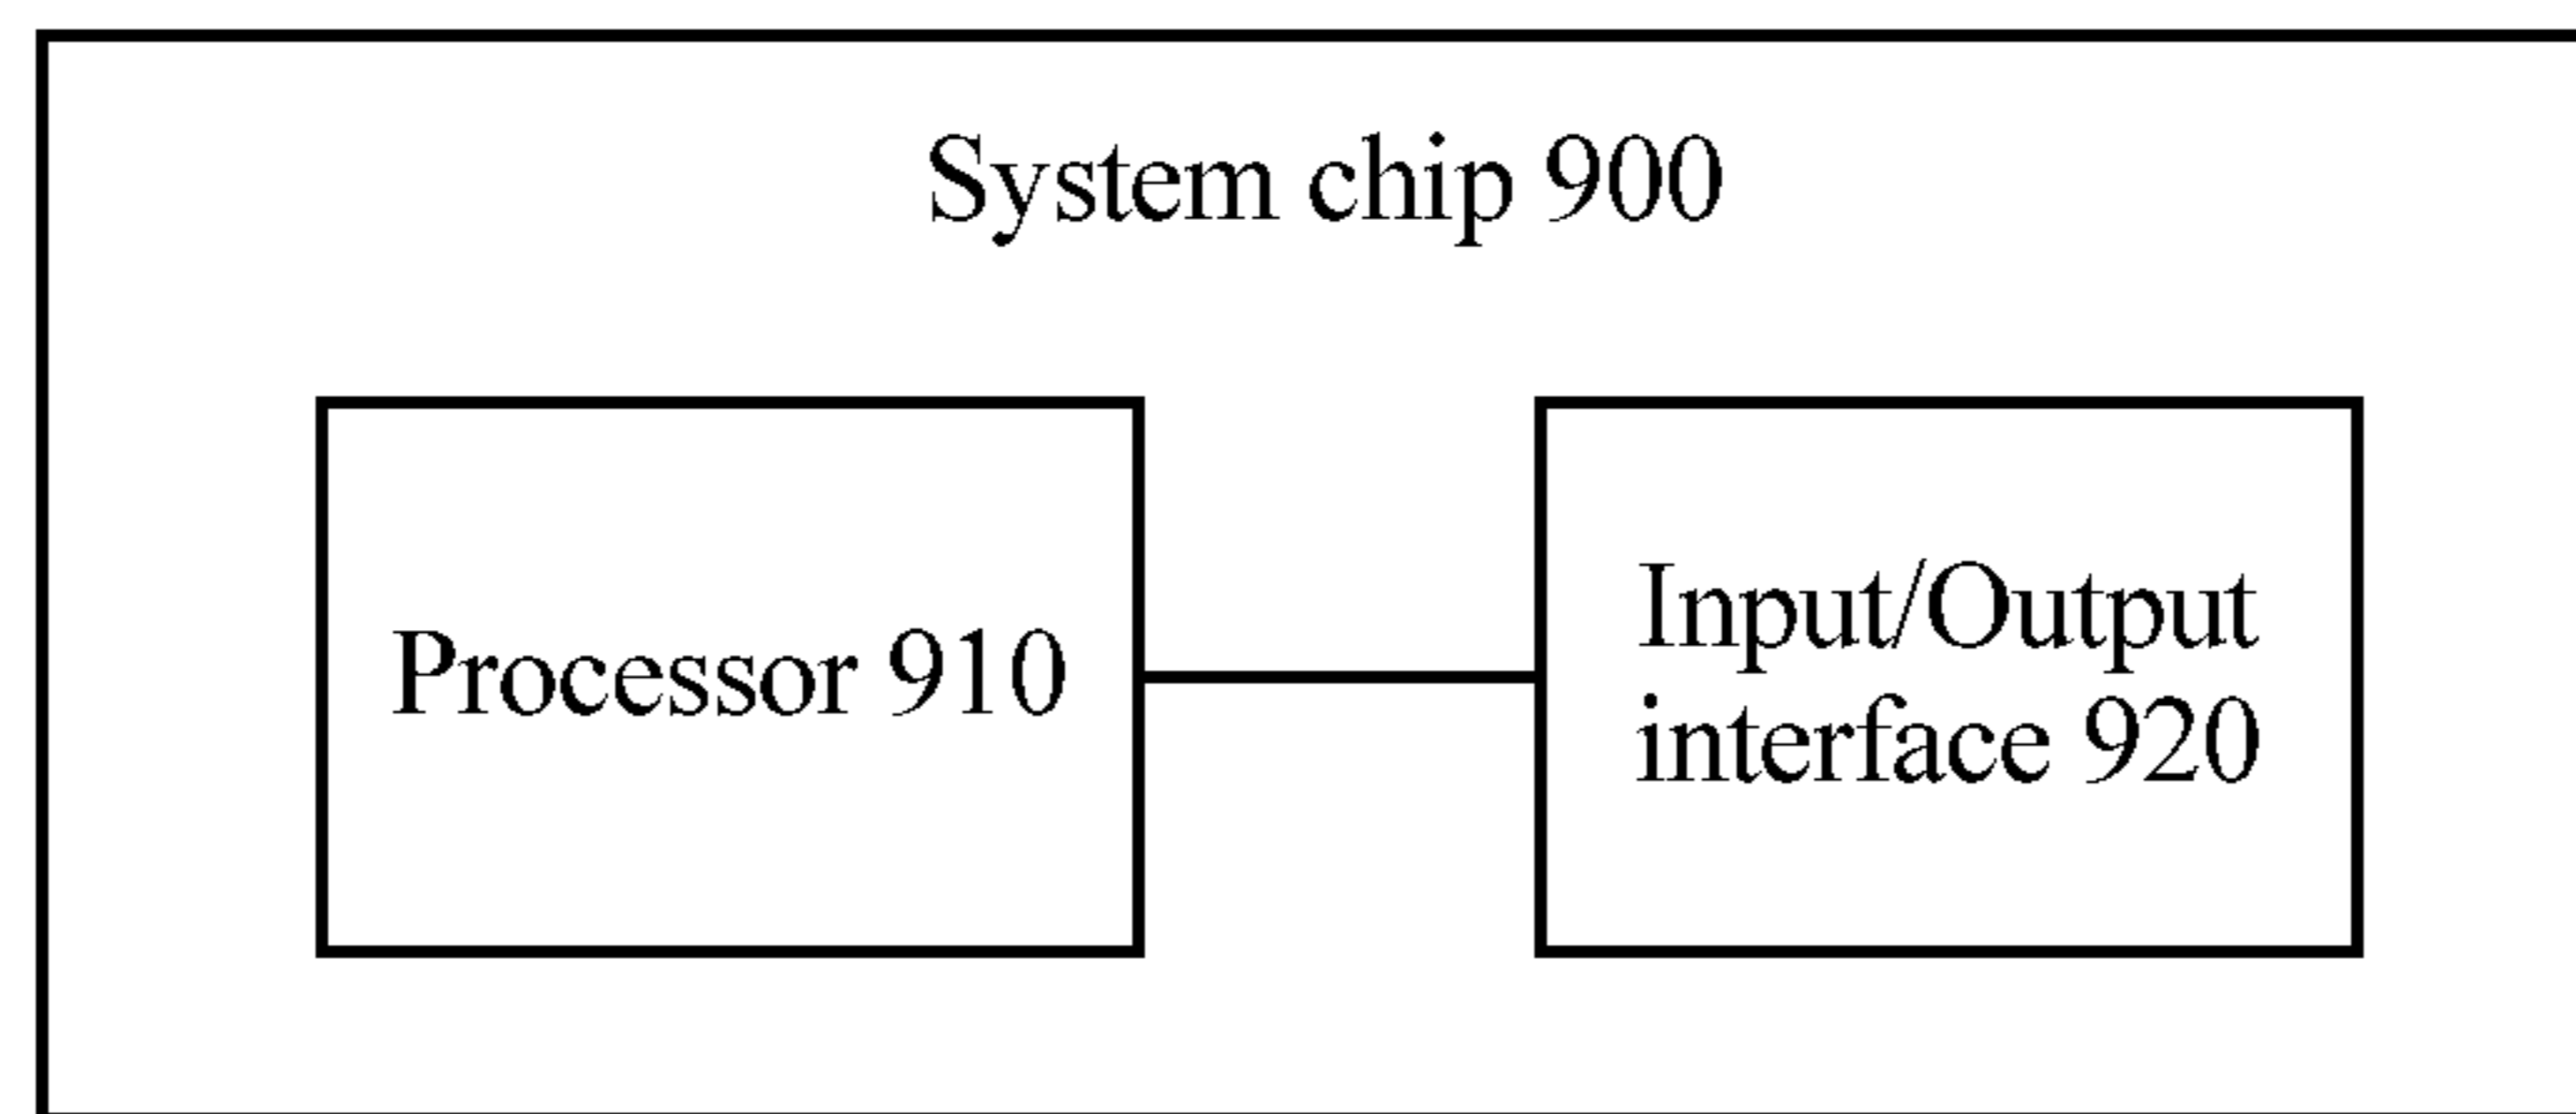 System chip 900
Processor 910
Input/Output
interface 920